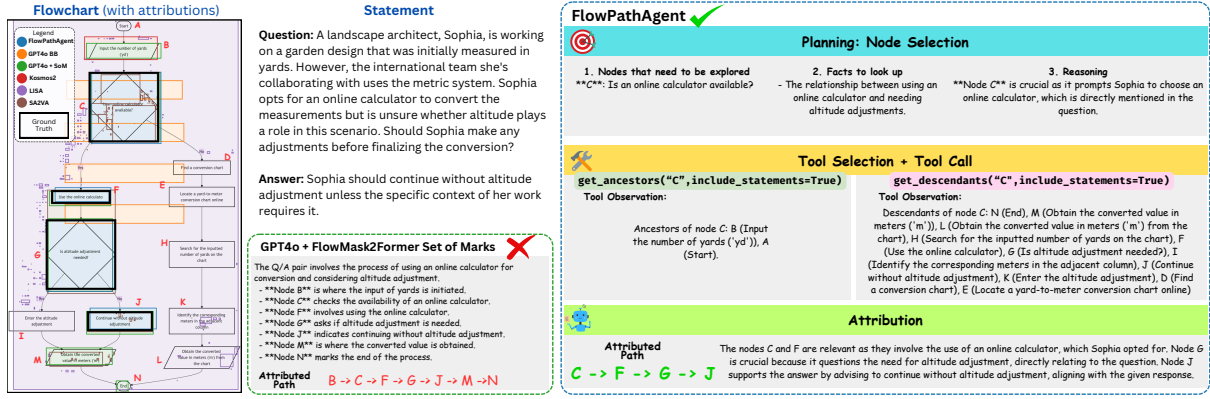 Flowchart (with attributions)
A
Start
Legend
FlowPathAgent
GPT4o BB
GPT4o + SoM
Kosmos2
LISA
SA2VA
Ground
Truth
Input the number of yards
('yd')
B
C
available?
D
Find a conversion chart
E
Locate a yard-to-meter
conversion chart online
F
Use the online calculator
G
Is altitude adjustment
needed?
H
Search for the inputted
number of yards on the
chart
Enter the altitude
adjustment
I
J
Continue without altitude
adjustment
K
Identify the corresponding
meters in the adjacent
column
M
Obtain the converted
value in meters ('m')
L
Obtain the converted
value in meters ('m') from
the chart
N
End
Statement
Question: A landscape architect, Sophia, is working
on a garden design that was initially measured in
yards. However, the international team she's
collaborating with uses the metric system. Sophia
opts for an online calculator to convert the
measurements but is unsure whether altitude plays
a role in this scenario. Should Sophia make any
adjustments before finalizing the conversion?
Answer: Sophia should continue without altitude
adjustment unless the specific context of her work
requires it.
GPT4o + FlowMask2Former Set of Marks
The Q/A pair involves the process of using an online calculator for
conversion and considering altitude adjustment.
- **Node B** is where the input of yards is initiated.
- **Node C** checks the availability of an online calculator.
- **Node F** involves using the online calculator.
- **Node G** asks if altitude adjustment is needed.
- **Node J** indicates continuing without altitude adjustment.
- **Node M** is where the converted value is obtained.
- **Node N** marks the end of the process.
Attributed
Path
B -> C -> F -> G -> J -> M ->N
FlowPathAgent
Planning: Node Selection
1. Nodes that need to be explored
**C**: Is an online calculator available?
2. Facts to look up
- The relationship between using an
online calculator and needing
altitude adjustments.
3. Reasoning
**Node C** is crucial as it prompts Sophia to choose an
online calculator, which is directly mentioned in the
question.
Tool Selection + Tool Call
get_ancestors("C",include_statements=True)
Tool Observation:
Ancestors of node C: B (Input
the number of yards ('yd')), A
(Start).
get_descendants("C",include_statements=True)
Tool Observation:
Descendants of node C: N (End), M (Obtain the converted value in
meters ('m')), L (Obtain the converted value in meters ('m') from the
chart), H (Search for the inputted number of yards on the chart), F
(Use the online calculator), G (Is altitude adjustment needed?), I
(Identify the corresponding meters in the adjacent column), J (Continue
without altitude adjustment), K (Enter the altitude adjustment), D (Find
a conversion chart), E (Locate a yard-to-meter conversion chart online)
Attribution
Attributed
Path
C -> F -> G -> J
The nodes C and F are relevant as they involve the use of an online calculator, which Sophia opted for. Node G
is crucial because it questions the need for altitude adjustment, directly relating to the question. Node J
supports the answer by advising to continue without altitude adjustment, aligning with the given response.